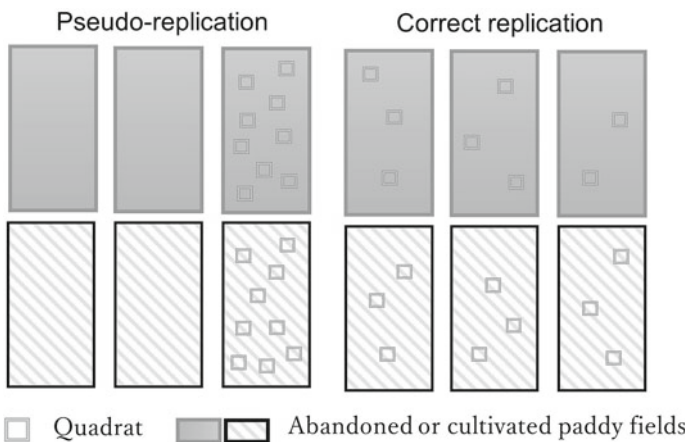 Pseudo-replication
Correct replication
Quadrat
Abandoned or cultivated paddy fields